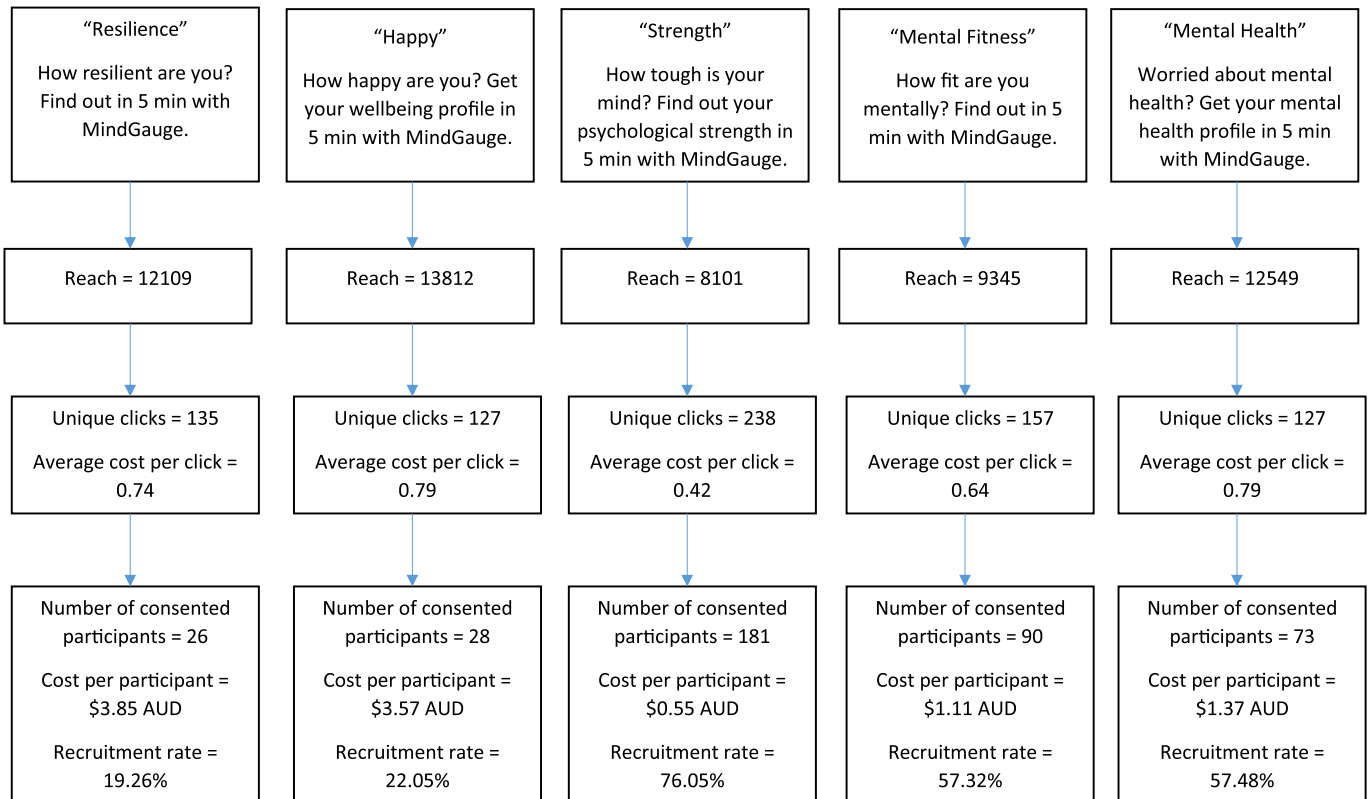 “Resilience”
How resilient are you?
Find out in 5 min with
MindGauge.
“Happy”
How happy are you? Get
your wellbeing profile in
5 min with MindGauge.
“Strength”
How tough is your
mind? Find out your
psychological strength in
5 min with MindGauge.
“Mental Fitness”
How fit are you
mentally? Find out in 5
min with MindGauge.
“Mental Health”
Worried about mental
health? Get your mental
health profile in 5 min
with MindGauge.
Reach = 12109
Reach = 13812
Reach = 8101
Reach = 9345
Reach = 12549
Unique clicks = 135
Average cost per click =
0.74
Unique clicks = 127
Average cost per click =
0.79
Unique clicks = 238
Average cost per click =
0.42
Unique clicks = 157
Average cost per click =
0.64
Unique clicks = 127
Average cost per click =
0.79
Number of consented
participants = 26
Cost per participant =
$3.85 AUD
Recruitment rate =
19.26%
Number of consented
participants = 28
Cost per participant =
$3.57 AUD
Recruitment rate =
22.05%
Number of consented
participants = 181
Cost per participant =
$0.55 AUD
Recruitment rate =
76.05%
Number of consented
participants = 90
Cost per participant =
$1.11 AUD
Recruitment rate =
57.32%
Number of consented
participants = 73
Cost per participant =
$1.37 AUD
Recruitment rate =
57.48%